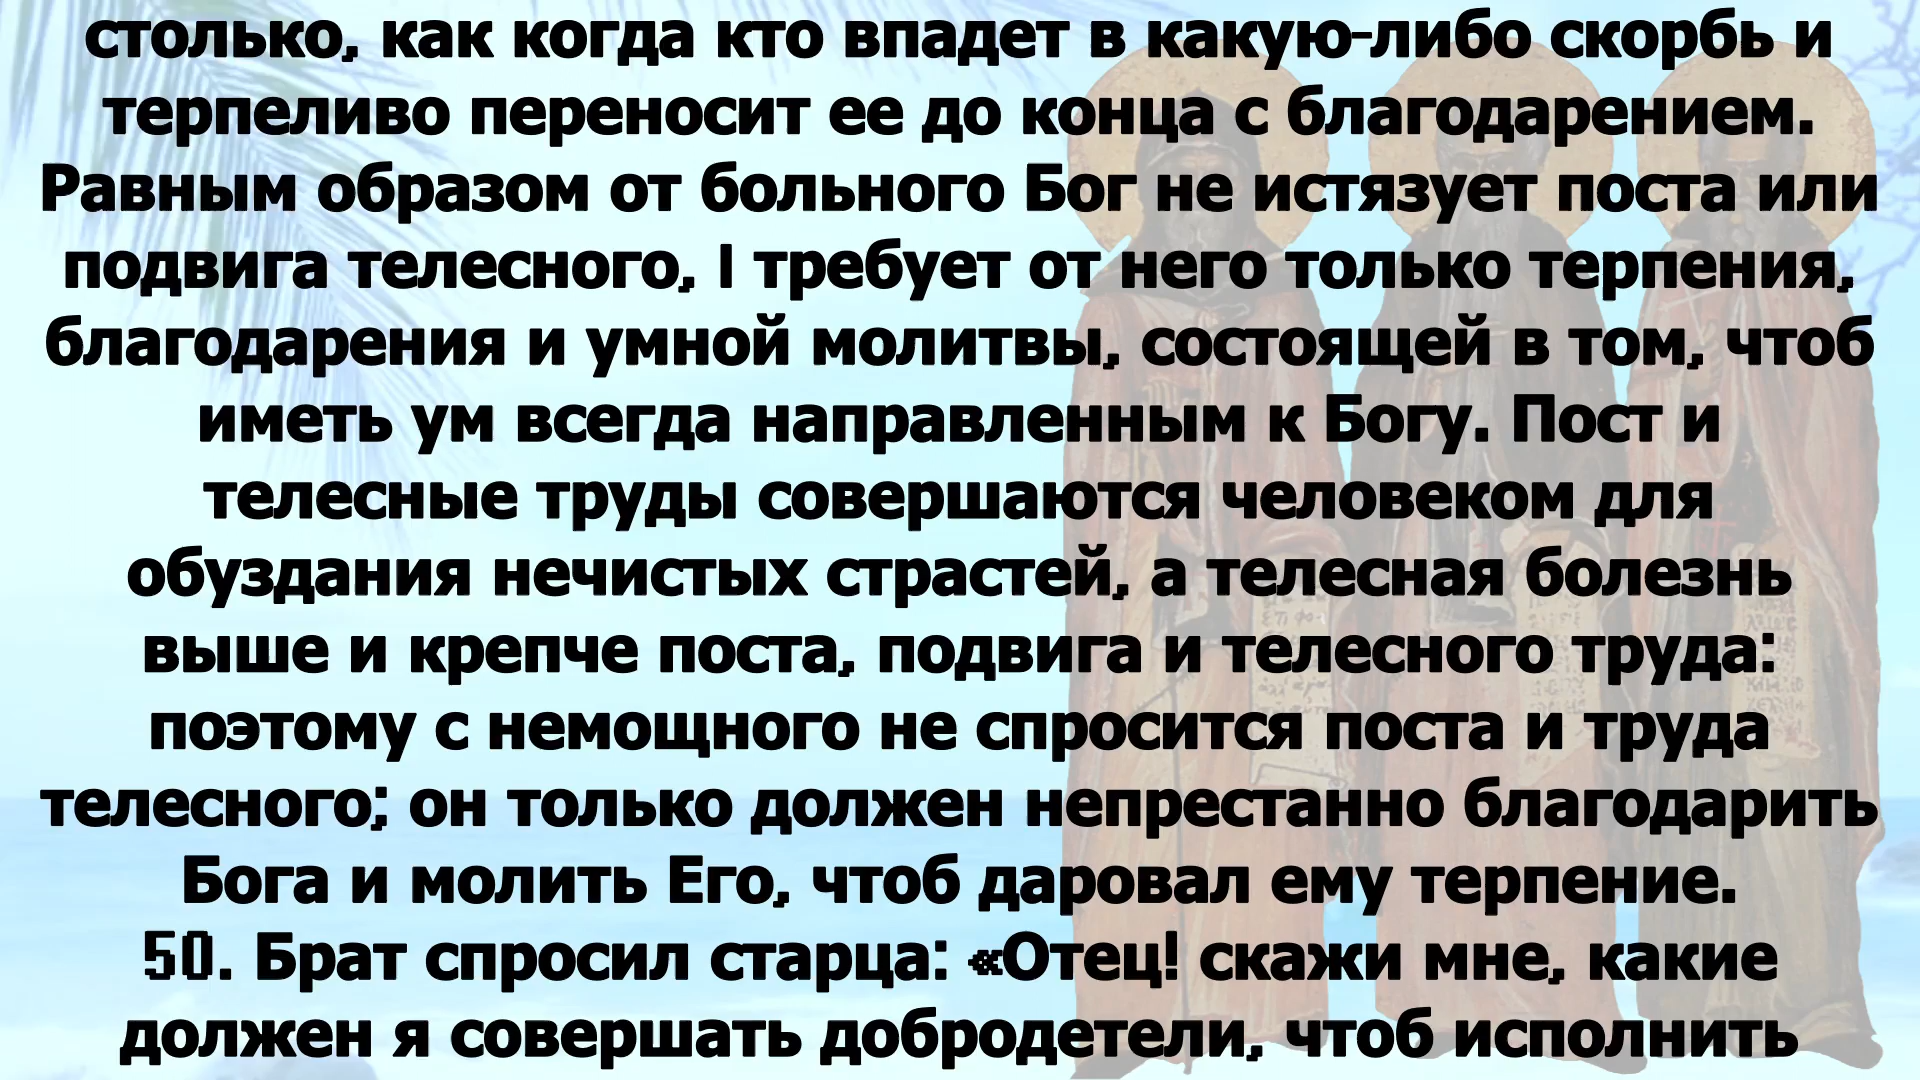 столько, как когда кто впадет в какую-либо скорбь и
терпеливо переносит ее до конца с благодарением.
Равным образом от больного Бог не истязует поста или
подвига телесного, I требует от него только терпения,
благодарения и умной молитвы, состоящей в том, чтоб
иметь ум всегда направленным к Богу. Пост и
телесные труды совершаются человеком для
обуздания нечистых страстей, а телесная болезнь
выше и крепче поста, подвига и телесного труда:
поэтому с немощного не спросится поста и труда
телесного; он только должен непрестанно благодарить
Бога и молить Его, чтоб даровал ему терпение.
50. Брат спросил старца: «Отец! скажи мне, какие
должен я совершать добродетели, чтоб исполнить